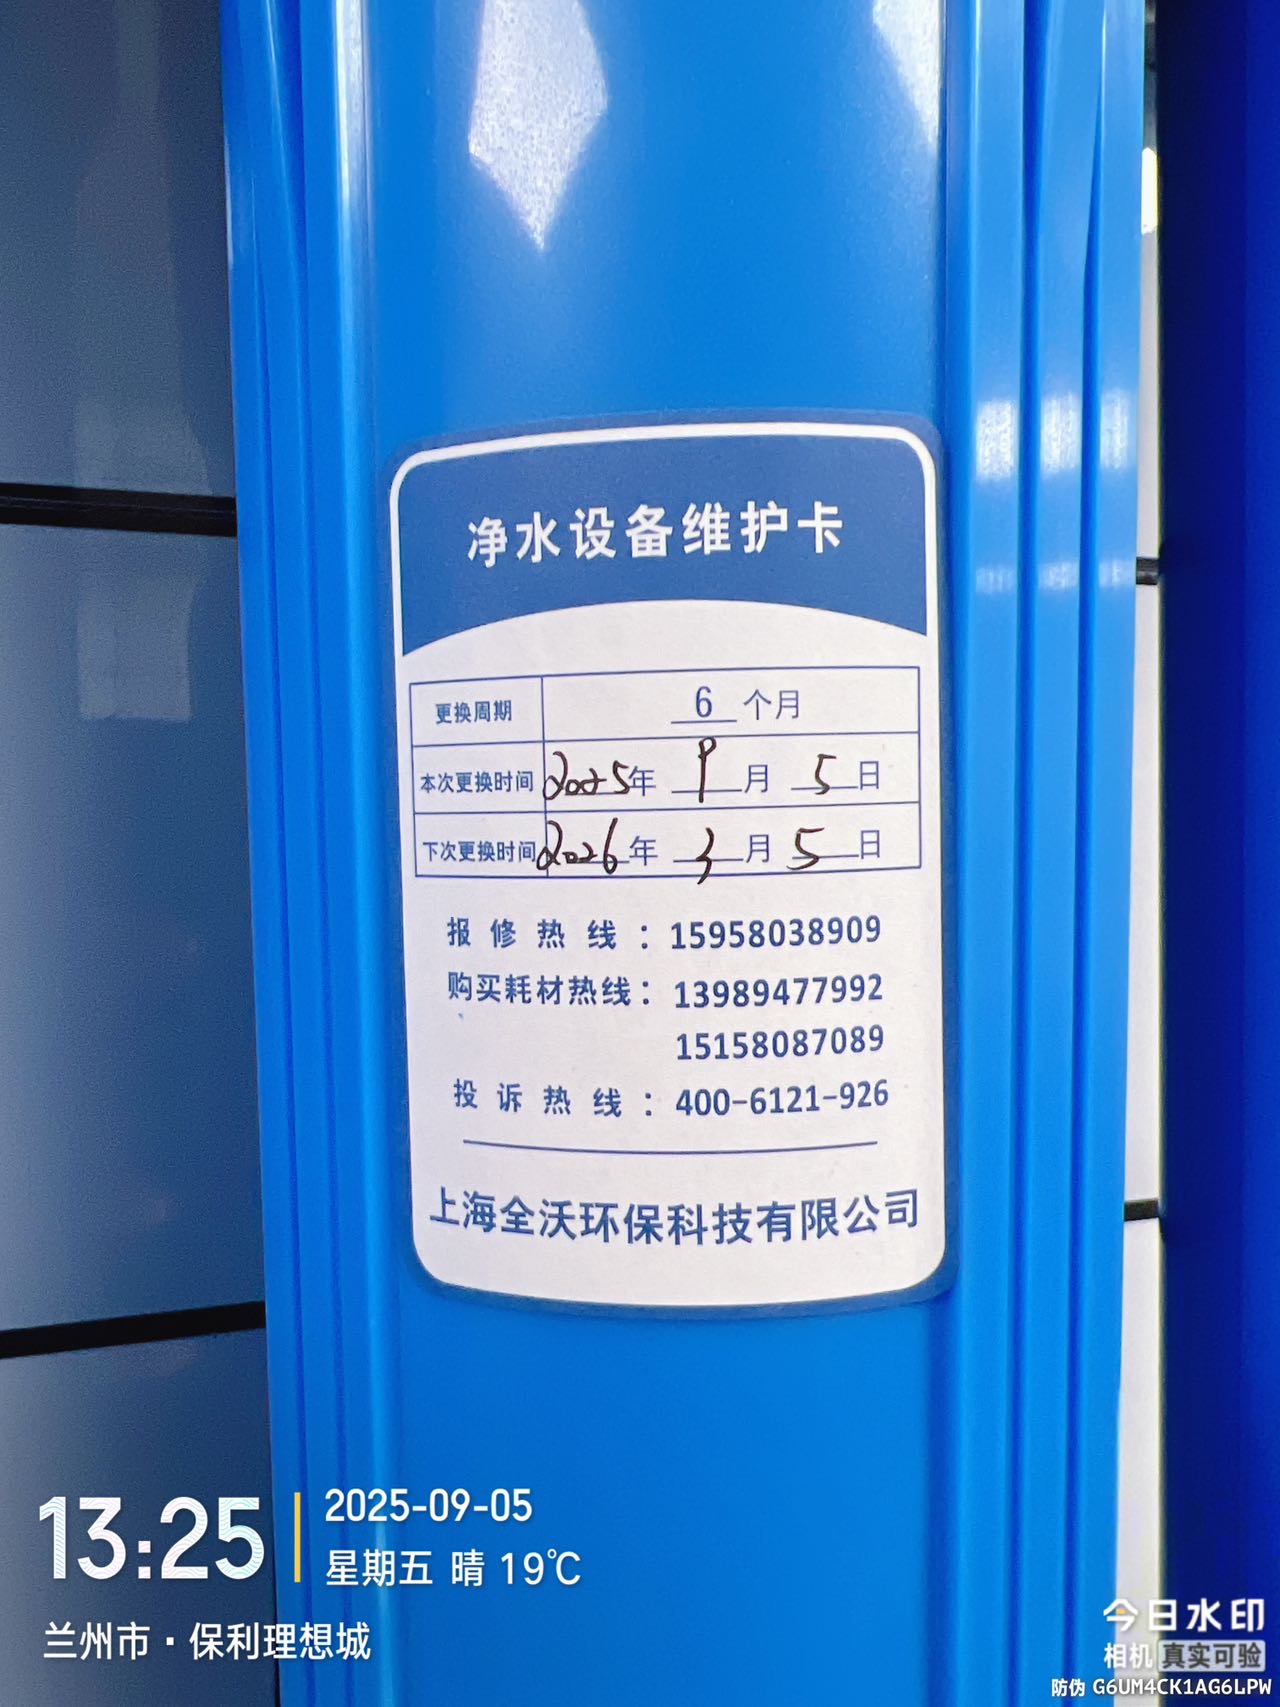 净水设备维护卡
更换周期 6 个月
本次更换时间 2025年 9 月 5 日
下次更换时间 2026年 3 月 5 日
报修热线：15958038909
购买耗材热线：13989477992
15158087089
投诉热线：400-6121-926
上海全沃环保科技有限公司
13:25
2025-09-05
星期五 晴 19℃
兰州市·保利理想城
今日水印
相机 真实可验
防伪 G6UM4CK1AG6LPW